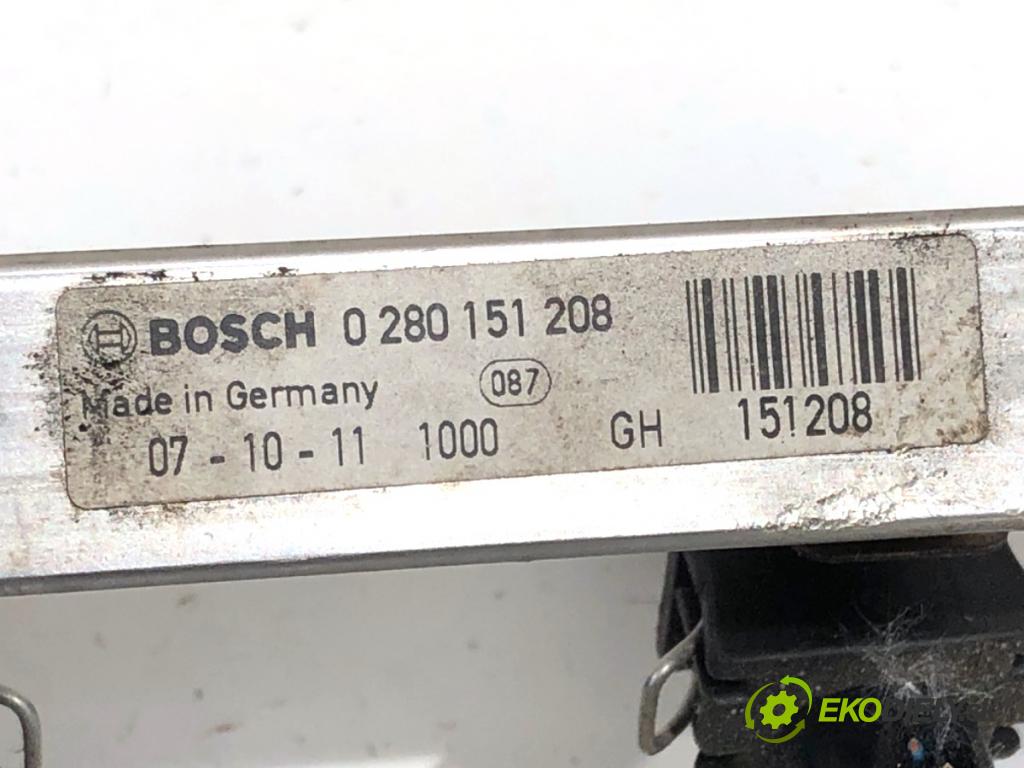 BOSCH 0 280 151 208
Made in Germany 087
07 - 10 - 11 1000 GH 151208
EKO